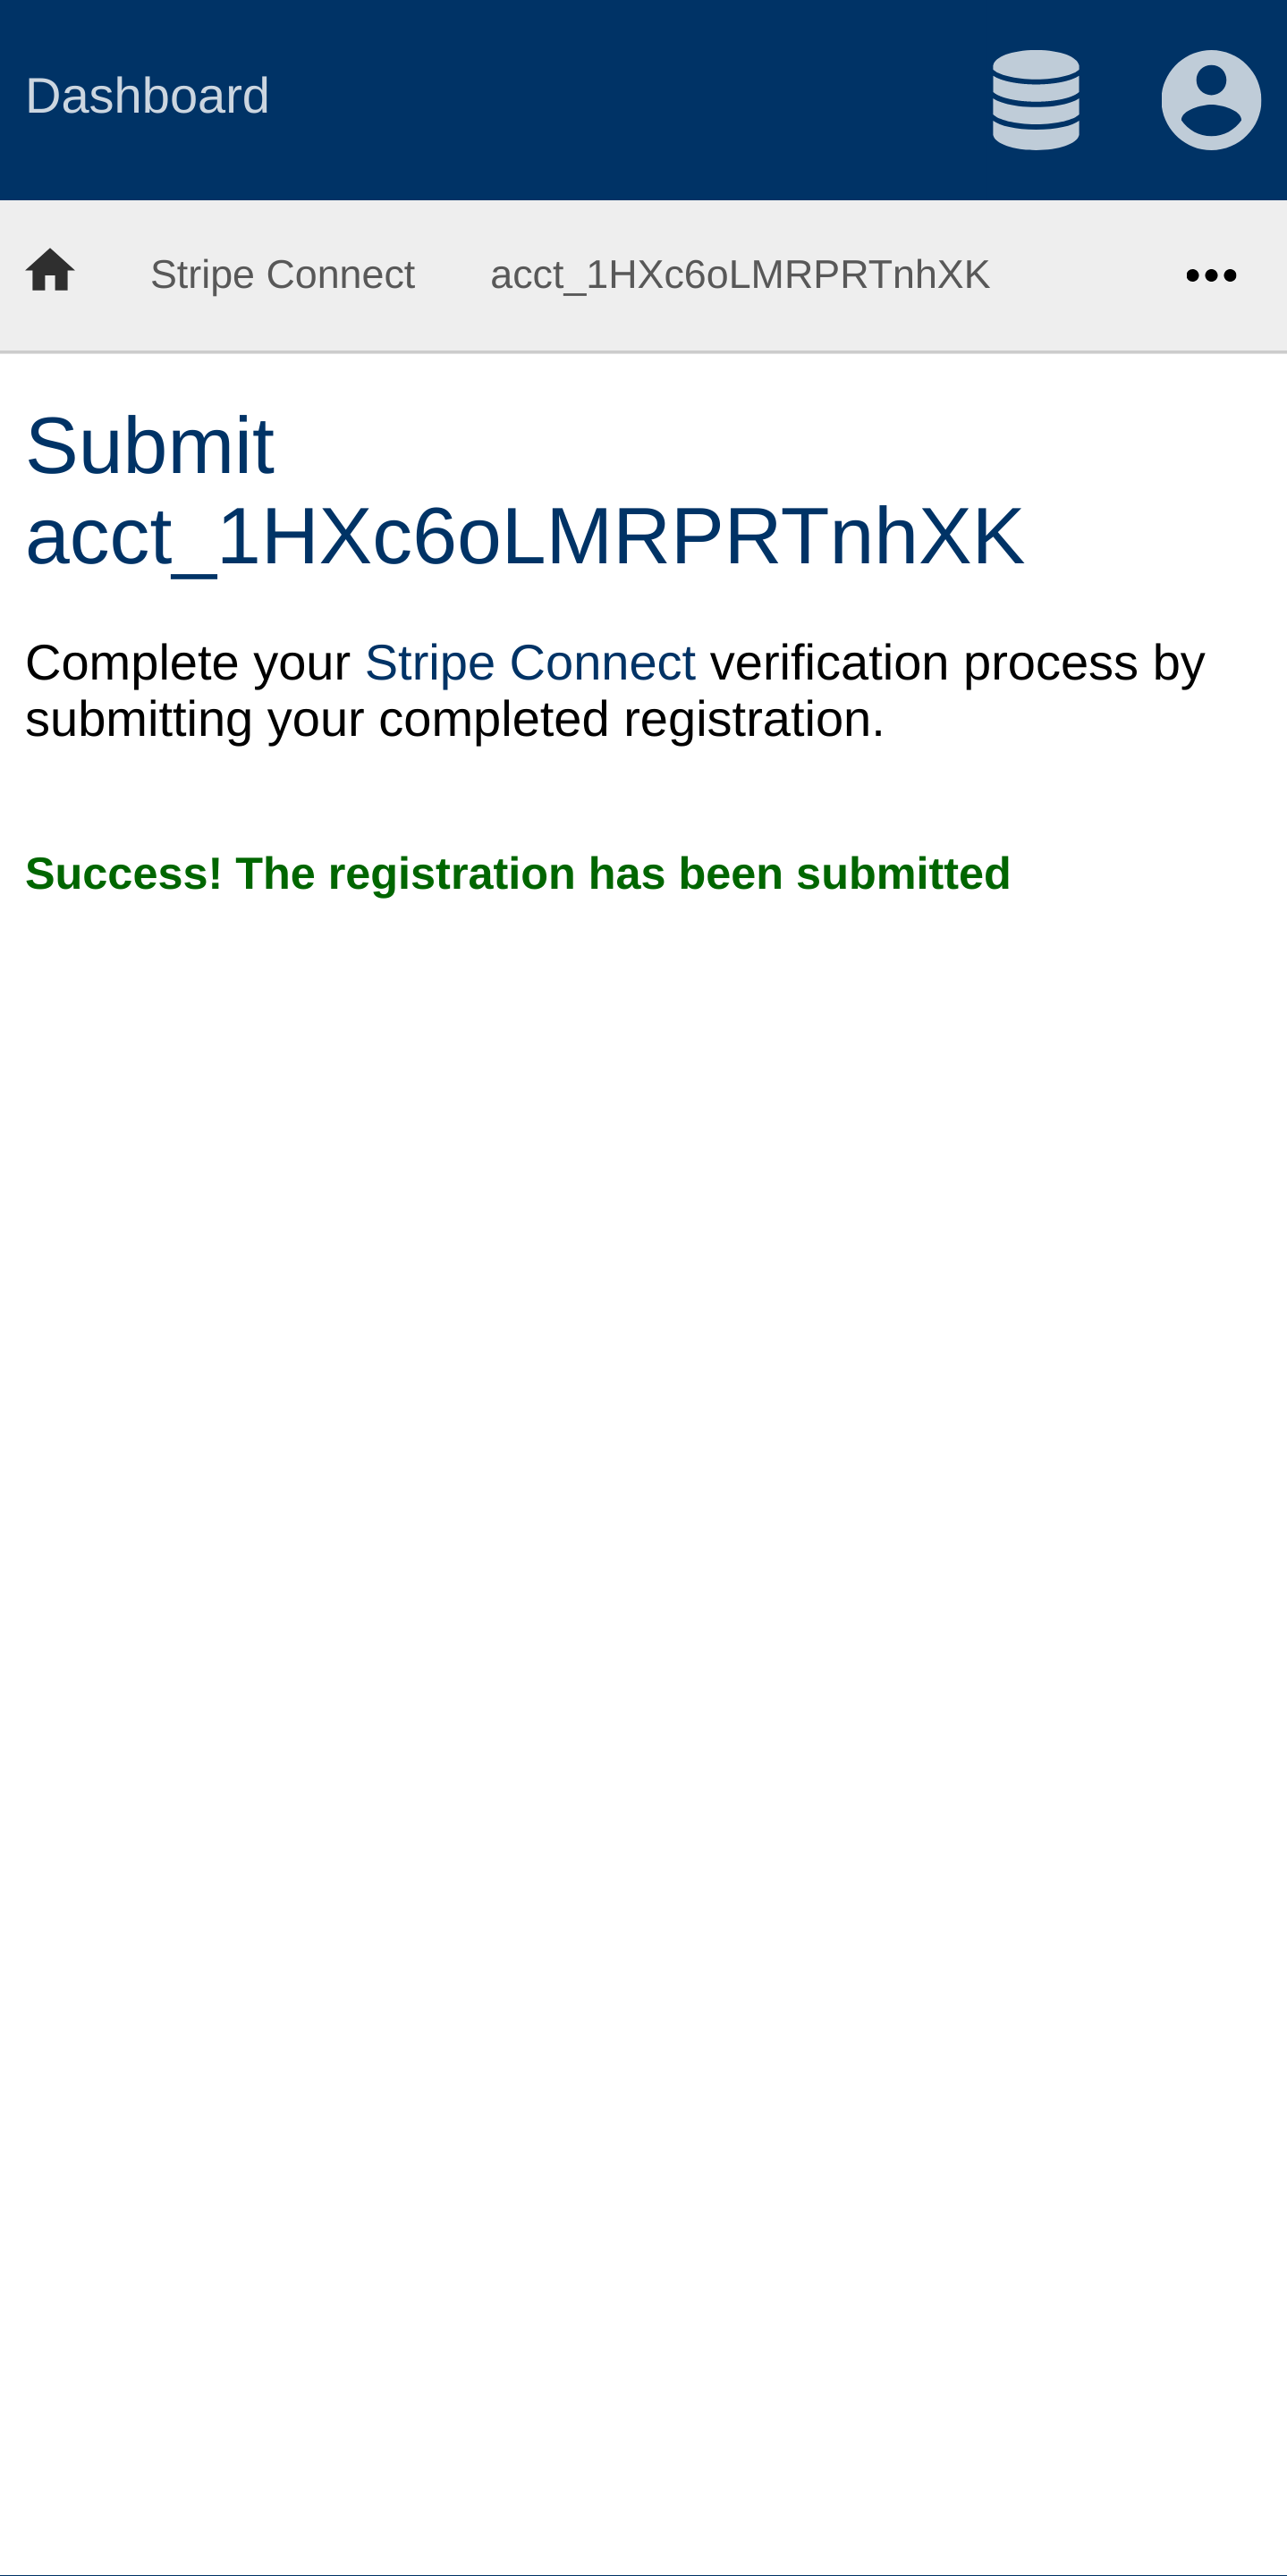 Dashboard
Stripe Connect acct_1HXc6oLMRPRTnhXK
Submit
acct_1HXc6oLMRPRTnhXK
Complete your Stripe Connect verification process by
submitting your completed registration.
Success! The registration has been submitted